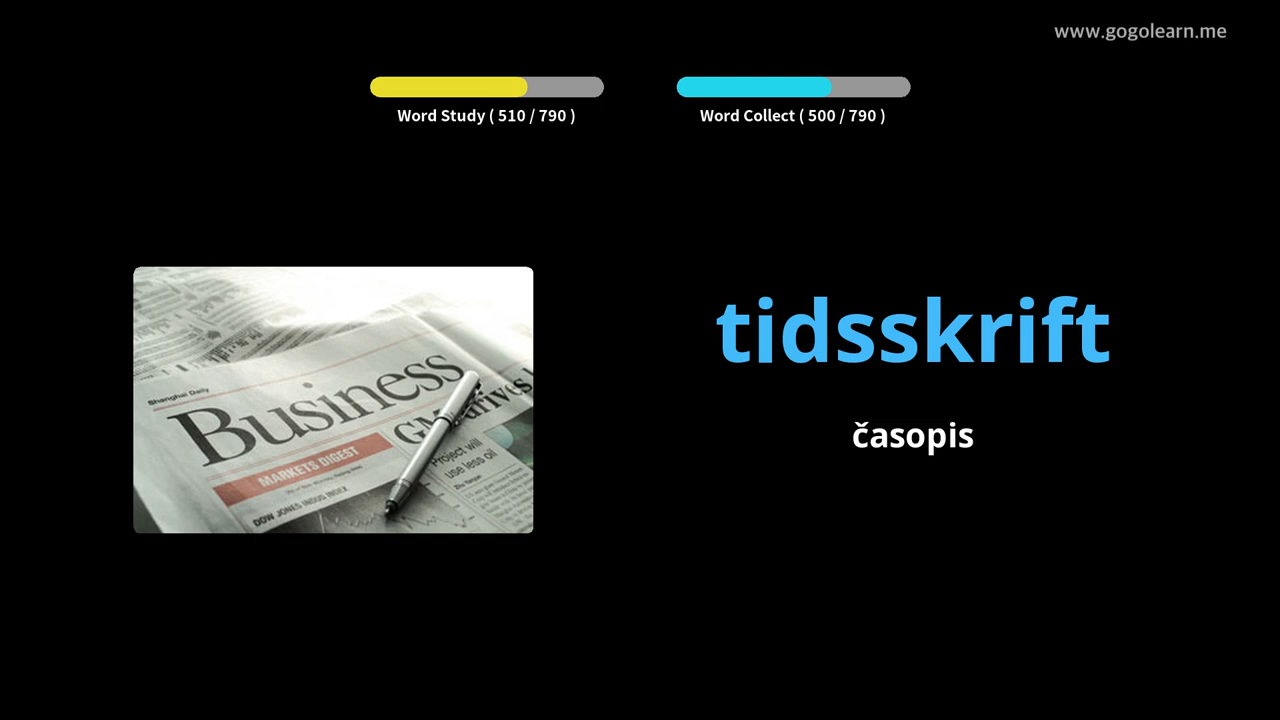 www.gogolearn.me
Word Study ( 510 / 790 )
Word Collect ( 500 / 790 )
tidsskrift
časopis
Shanghai Daily
Business
MARKETS DIGEST
DOW JONES INDUS INDEX
GM
drives
Project will
use less oil